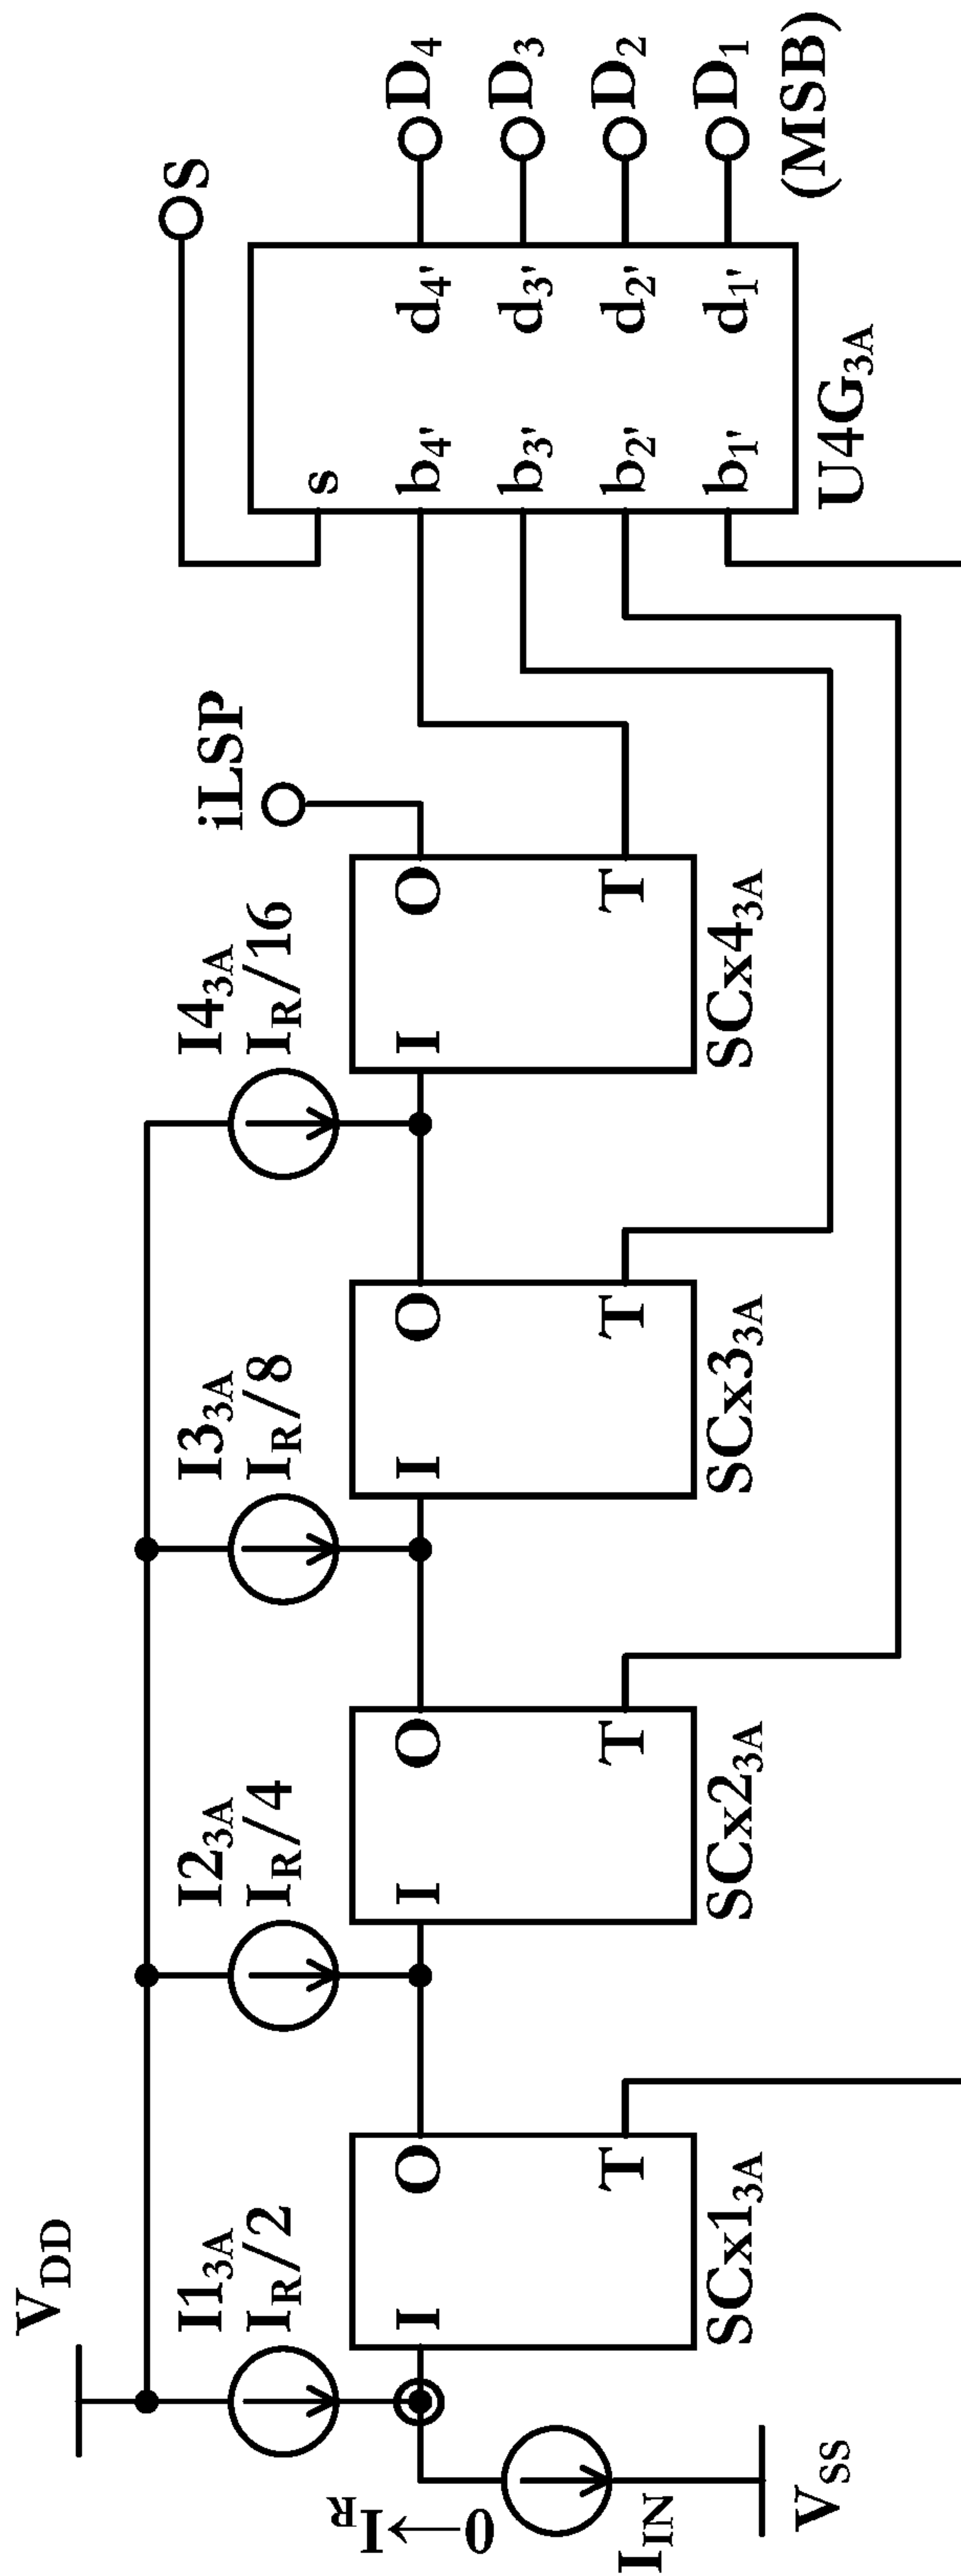 V_DD
I1_3A
I_R/2
I2_3A
I_R/4
I3_3A
I_R/8
I4_3A
I_R/16
iLSP
S
0→I_R
I_IN
V_SS
I
O
T
SCx1_3A
I
O
T
SCx2_3A
I
O
T
SCx3_3A
I
O
T
SCx4_3A
s
b_4'
d_4'
D_4
b_3'
d_3'
D_3
b_2'
d_2'
D_2
b_1'
d_1'
D_1
(MSB)
U4G_3A